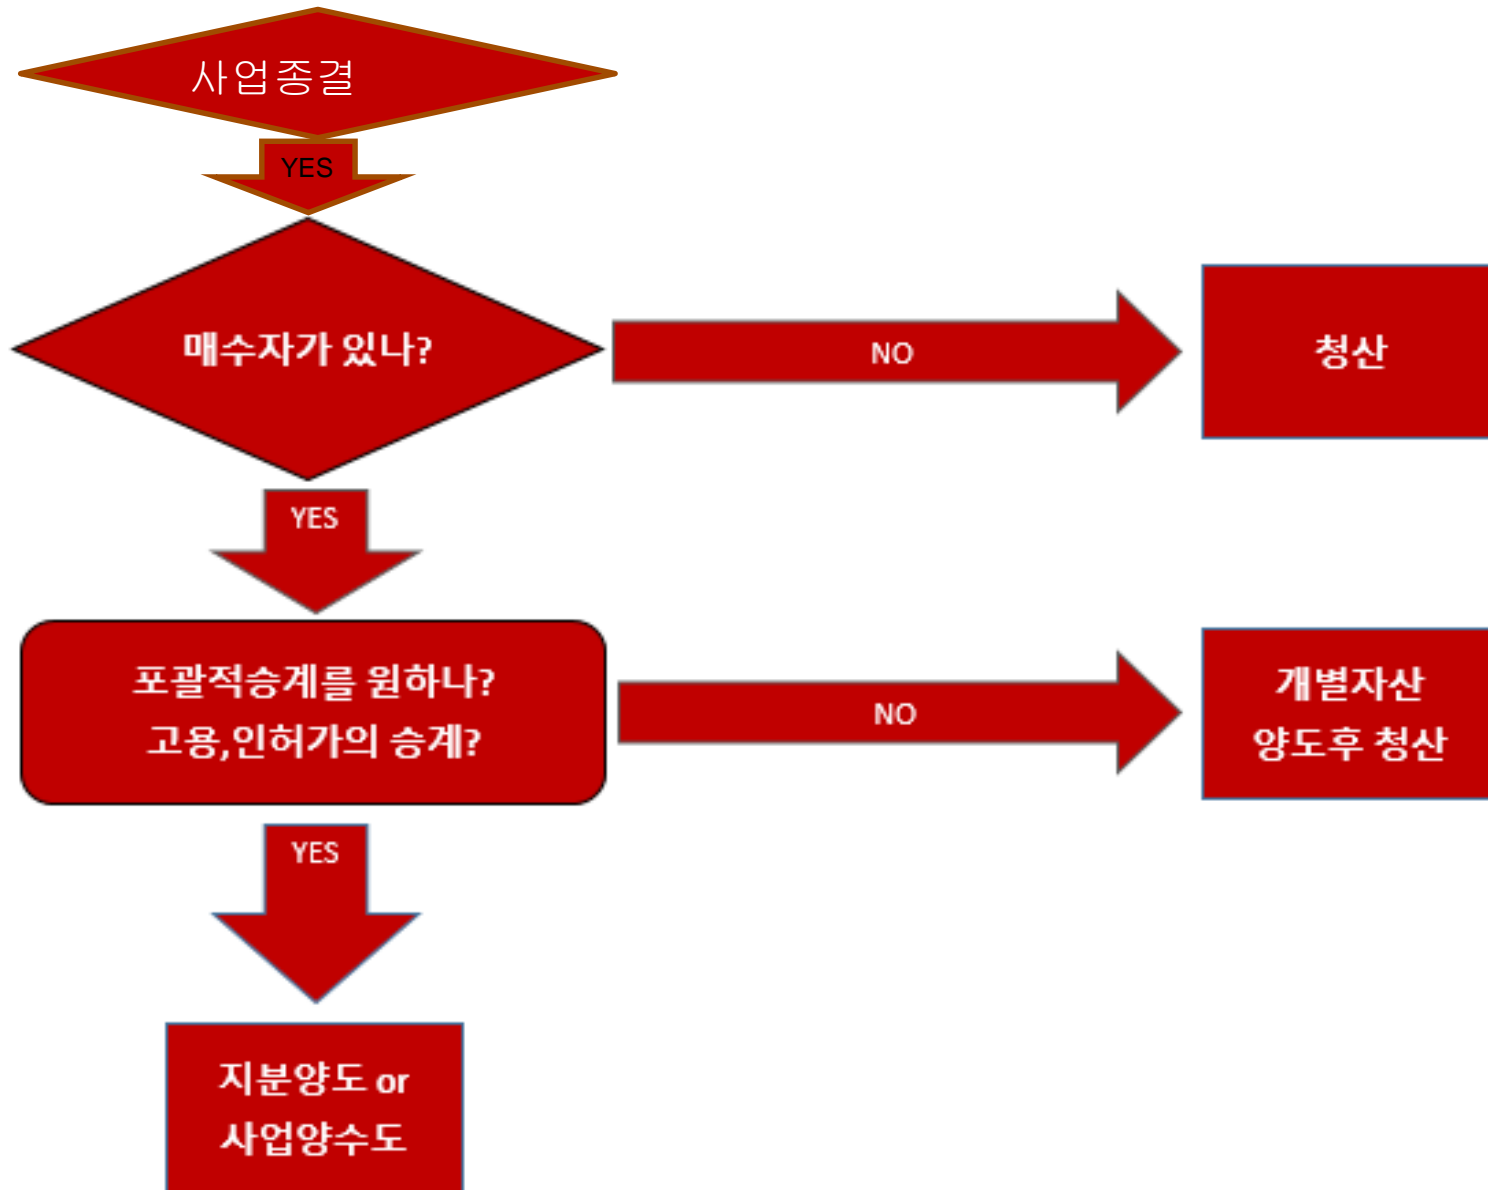 사업종결
YES
매수자가 있나?
NO
청산
YES
포괄적승계를 원하나?
고용,인허가의 승계?
NO
개별자산
양도후 청산
YES
지분양도 or
사업양수도